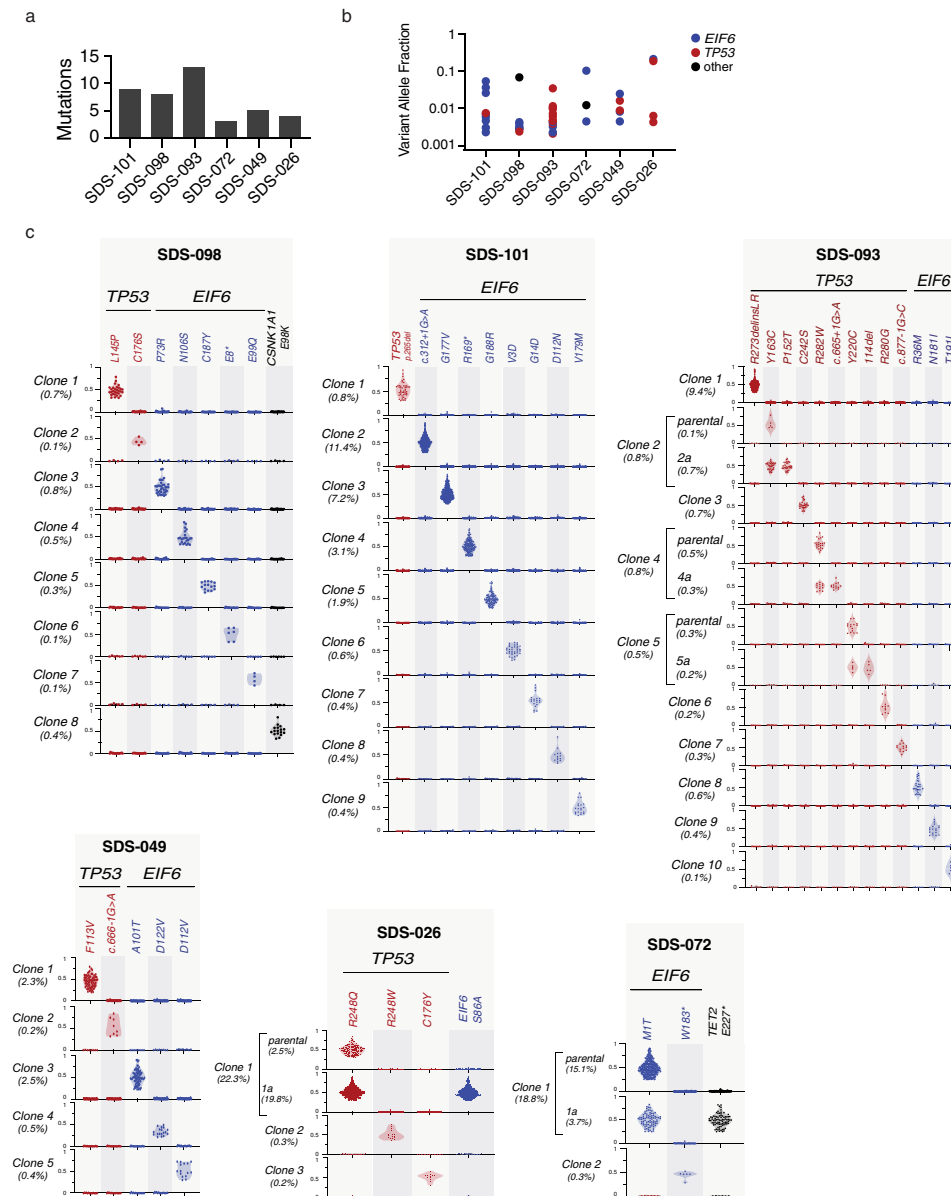 a
b
15
10
5
0
Mutations
SDS-101
SDS-098
SDS-093
SDS-072
SDS-049
SDS-026
1
0.1
0.01
0.001
Variant Allele Fraction
SDS-101
SDS-098
SDS-093
SDS-072
SDS-049
SDS-026
EIF6
TP53
other
c
SDS-098
TP53
EIF6
L145P
C176S
P73R
N106S
C187Y
E8*
E99Q
CSNK1A1
E98K
Clone 1
(0.7%)
Clone 2
(0.1%)
Clone 3
(0.8%)
Clone 4
(0.5%)
Clone 5
(0.3%)
Clone 6
(0.1%)
Clone 7
(0.1%)
Clone 8
(0.4%)
SDS-101
EIF6
TP53
p.265del
c.312+1G>A
G177V
R169*
G188R
V3D
G14D
D112N
V179M
Clone 1
(0.8%)
Clone 2
(11.4%)
Clone 3
(7.2%)
Clone 4
(3.1%)
Clone 5
(1.9%)
Clone 6
(0.6%)
Clone 7
(0.4%)
Clone 8
(0.4%)
Clone 9
(0.4%)
SDS-093
TP53
EIF6
R273delinsLR
Y163C
P152T
C242S
R282W
c.665+1G>A
Y220C
114del
R280G
c.877-1G>C
R36M
N181I
T191I
Clone 1
(9.4%)
Clone 2
(0.8%)
parental
(0.1%)
2a
(0.7%)
Clone 3
(0.7%)
Clone 4
(0.8%)
parental
(0.5%)
4a
(0.3%)
Clone 5
(0.5%)
parental
(0.3%)
5a
(0.2%)
Clone 6
(0.2%)
Clone 7
(0.3%)
Clone 8
(0.6%)
Clone 9
(0.4%)
Clone 10
(0.1%)
SDS-049
TP53
EIF6
F113V
c.666-1G>A
A101T
D122V
D112V
Clone 1
(2.3%)
Clone 2
(0.2%)
Clone 3
(2.5%)
Clone 4
(0.5%)
Clone 5
(0.4%)
SDS-026
TP53
R248Q
R248W
C176Y
EIF6
S86A
Clone 1
(22.3%)
parental
(2.5%)
1a
(19.8%)
Clone 2
(0.3%)
Clone 3
(0.2%)
SDS-072
EIF6
M1T
W183*
TET2
E227*
Clone 1
(18.8%)
parental
(15.1%)
1a
(3.7%)
Clone 2
(0.3%)